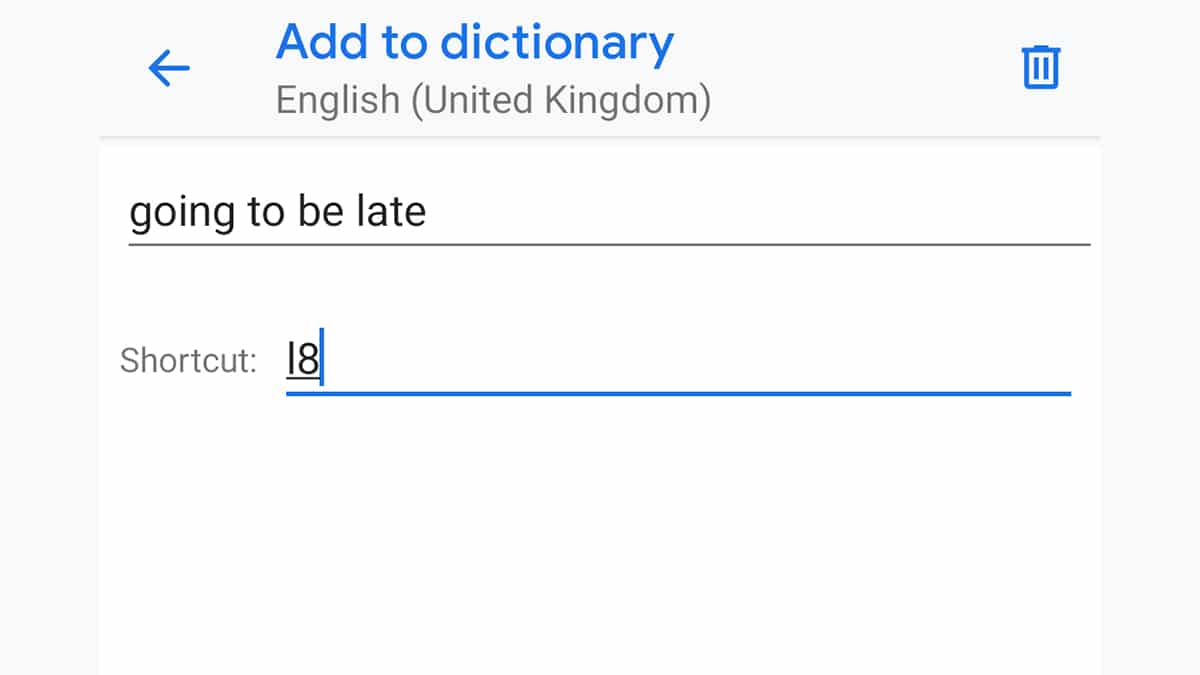 Add to dictionary
English (United Kingdom)
going to be late
Shortcut: l8